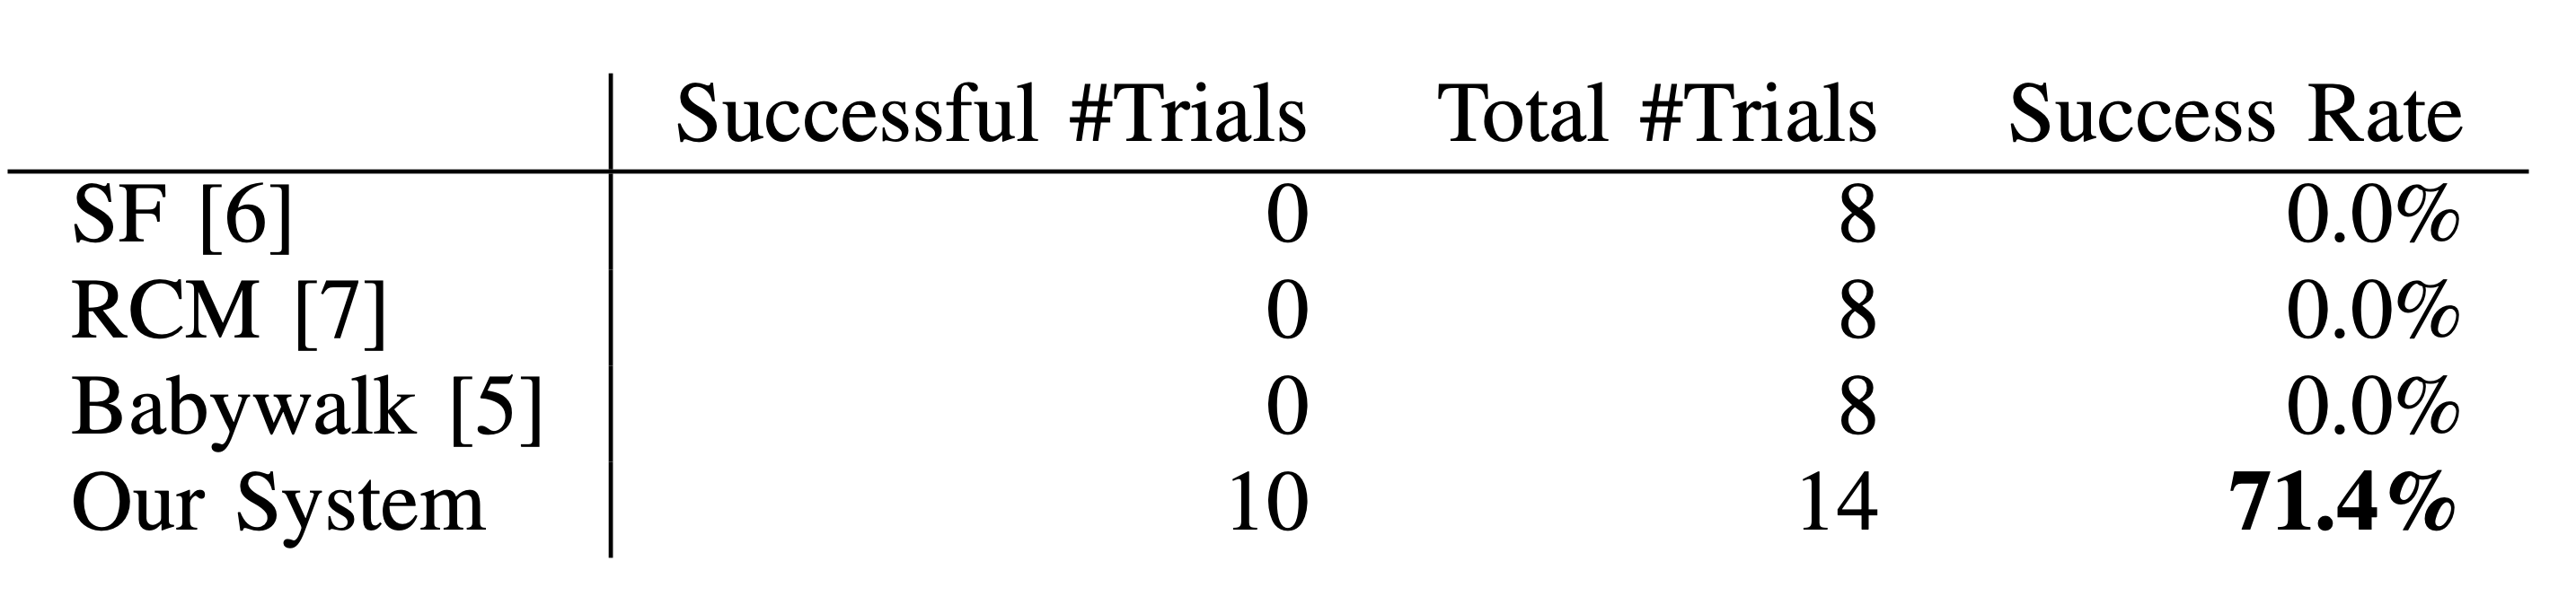 Successful #Trials Total #Trials Success Rate
SF [6] 0 8 0.0%
RCM [7] 0 8 0.0%
Babywalk [5] 0 8 0.0%
Our System 10 14 71.4%